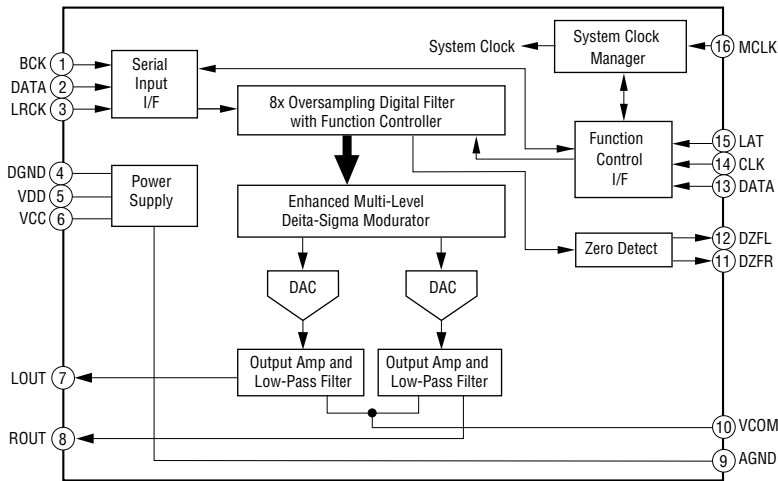 BCK 1
DATA 2
LRCK 3
Serial
Input
I/F
System Clock
System Clock
Manager
16 MCLK
8x Oversampling Digital Filter
with Function Controller
Function
Control
I/F
15 LAT
14 CLK
13 DATA
DGND 4
VDD 5
VCC 6
Power
Supply
Enhanced Multi-Level
Deita-Sigma Modurator
Zero Detect
12 DZFL
11 DZFR
DAC
DAC
Output Amp and
Low-Pass Filter
Output Amp and
Low-Pass Filter
LOUT 7
ROUT 8
10 VCOM
9 AGND